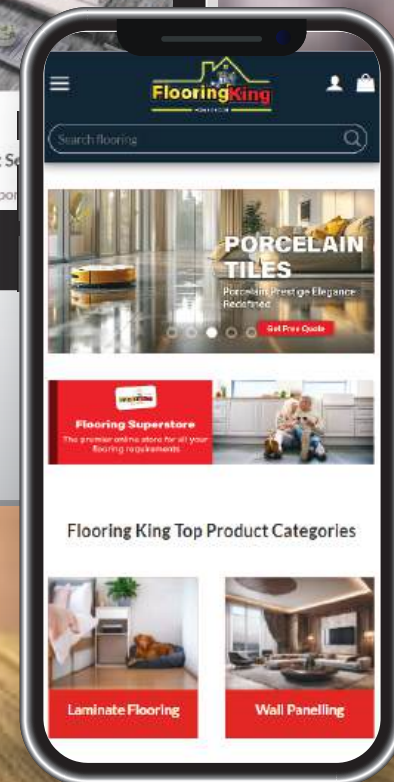 FlooringKing
Search flooring
PORCELAIN
TILES
Porcelain Prestige Elegance
Redefined
Get Free Quote
Flooring Superstore
The premier online store for all your
flooring requirements
Flooring King Top Product Categories
Laminate Flooring
Wall Panelling